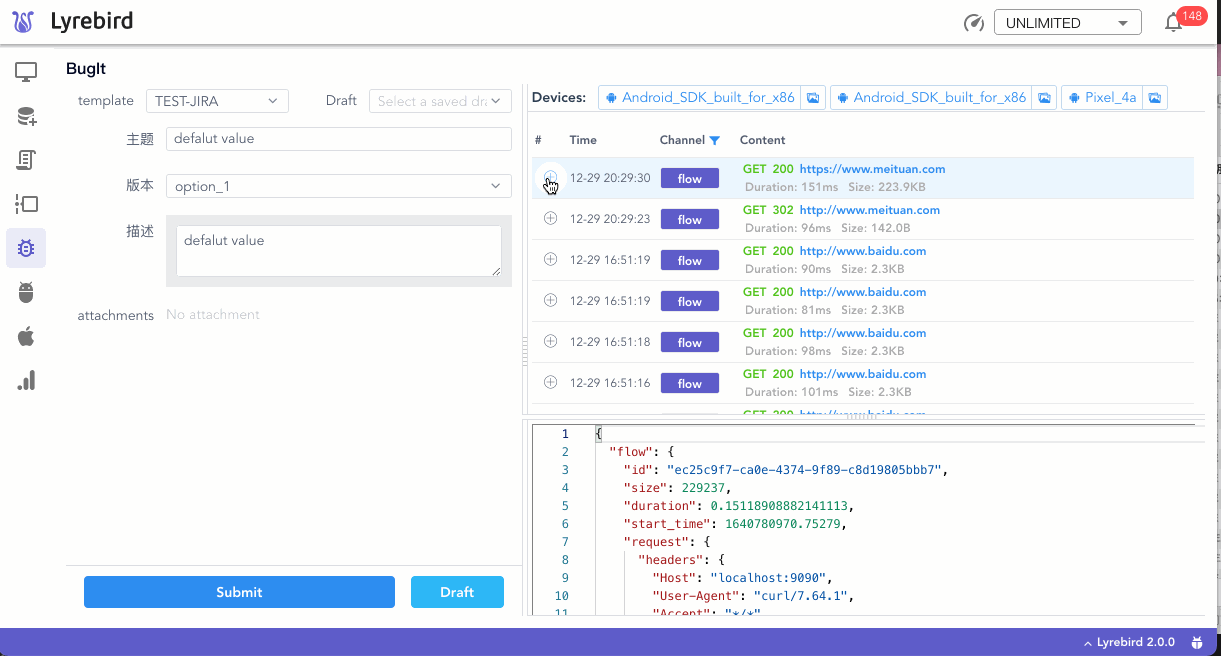 Lyrebird
UNLIMITED
148
BugIt
template
TEST-JIRA
Draft
Select a saved dra
主题
defalut value
版本
option_1
描述
defalut value
attachments
No attachment
Submit
Draft
Devices:
Android_SDK_built_for_x86
Android_SDK_built_for_x86
Pixel_4a
# Time Channel Content
12-29 20:29:30 flow GET 200 https://www.meituan.com
Duration: 151ms Size: 223.9KB
12-29 20:29:23 flow GET 302 http://www.meituan.com
Duration: 96ms Size: 142.0B
12-29 16:51:19 flow GET 200 http://www.baidu.com
Duration: 90ms Size: 2.3KB
12-29 16:51:19 flow GET 200 http://www.baidu.com
Duration: 81ms Size: 2.3KB
12-29 16:51:18 flow GET 200 http://www.baidu.com
Duration: 98ms Size: 2.3KB
12-29 16:51:16 flow GET 200 http://www.baidu.com
Duration: 101ms Size: 2.3KB
GET 200 http://www.baidu.com
1 {
2 "flow": {
3 "id": "ec25c9f7-ca0e-4374-9f89-c8d19805bbb7",
4 "size": 229237,
5 "duration": 0.15118908882141113,
6 "start_time": 1640780970.75279,
7 "request": {
8 "headers": {
9 "Host": "localhost:9090",
10 "User-Agent": "curl/7.64.1",
11 "Accept": "*/*"
Lyrebird 2.0.0